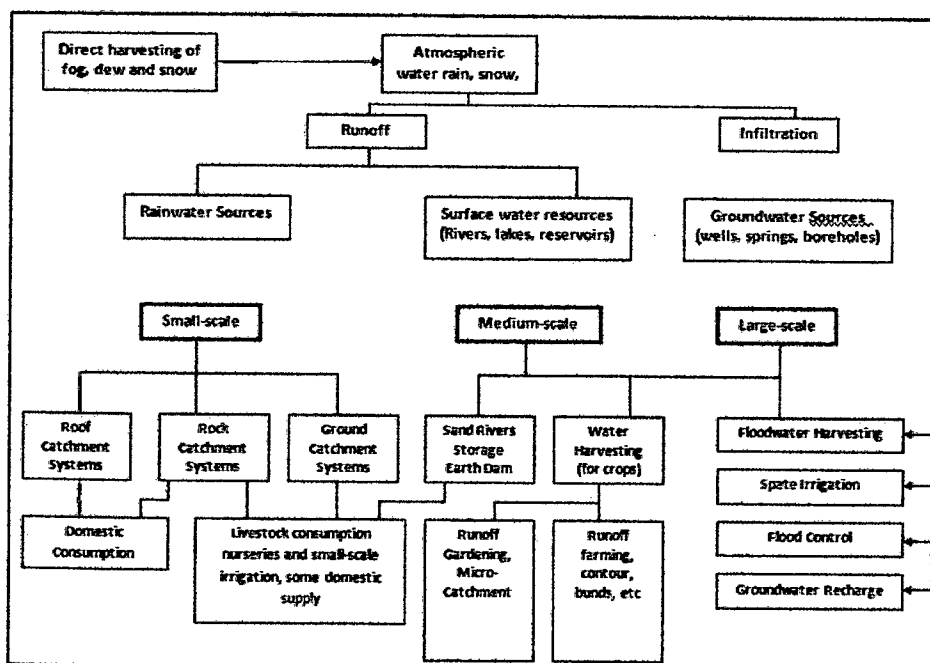 Direct harvesting of
fog, dew and snow
Atmospheric
water rain, snow,
Runoff
Infiltration
Rainwater Sources
Surface water resources
(Rivers, lakes, reservoirs)
Groundwater Sources
(wells, springs, boreholes)
Small-scale
Medium-scale
Large-scale
Roof
Catchment
Systems
Rock
Catchment
Systems
Ground
Catchment
Systems
Sand Rivers
Storage
Earth Dam
Water
Harvesting
(for crops)
Floodwater Harvesting
Spate Irrigation
Flood Control
Groundwater Recharge
Domestic
Consumption
Livestock consumption
nurseries and small-scale
irrigation, some domestic
supply
Runoff
Gardening,
Micro-
Catchment
Runoff
farming,
contour,
bunds, etc